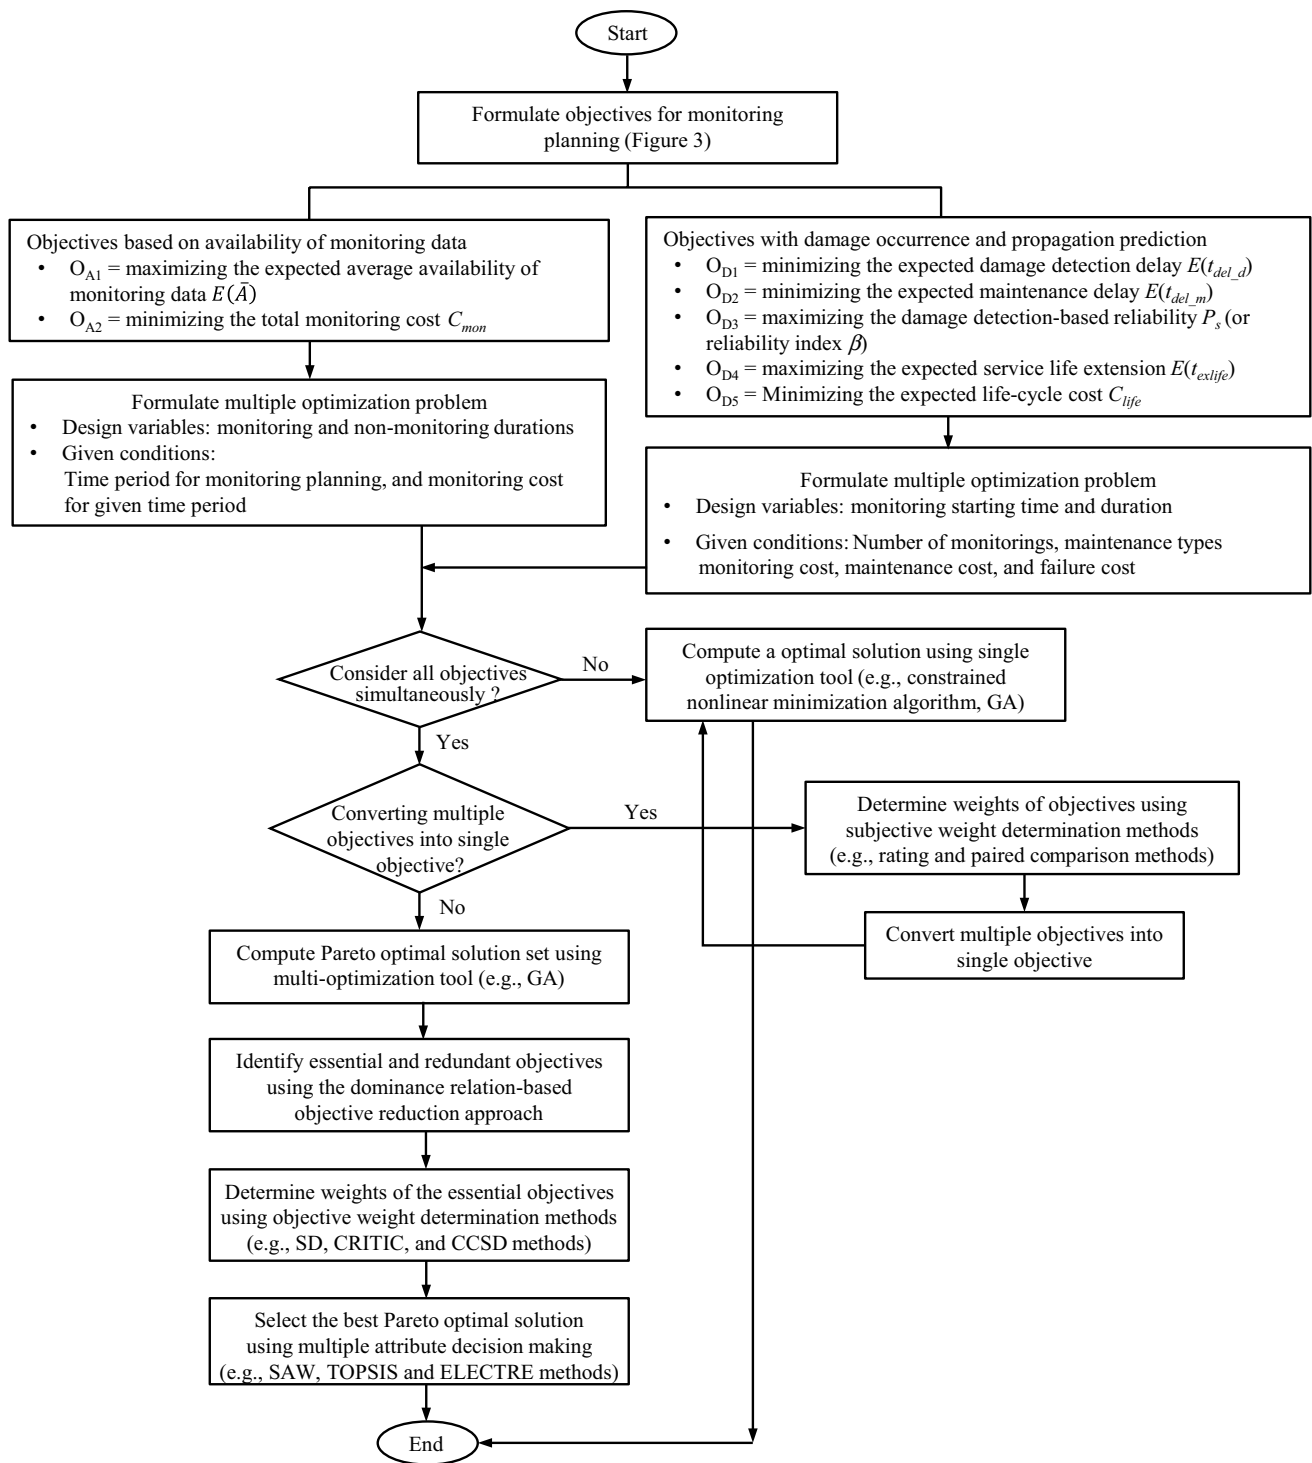 Start
Formulate objectives for monitoring
planning (Figure 3)
Objectives based on availability of monitoring data
• O_A1 = maximizing the expected average availability of
monitoring data E(Ā)
• O_A2 = minimizing the total monitoring cost C_mon
Objectives with damage occurrence and propagation prediction
• O_D1 = minimizing the expected damage detection delay E(t_del_d)
• O_D2 = minimizing the expected maintenance delay E(t_del_m)
• O_D3 = maximizing the damage detection-based reliability P_s (or
reliability index β)
• O_D4 = maximizing the expected service life extension E(t_exlife)
• O_D5 = Minimizing the expected life-cycle cost C_life
Formulate multiple optimization problem
• Design variables: monitoring and non-monitoring durations
• Given conditions:
Time period for monitoring planning, and monitoring cost
for given time period
Formulate multiple optimization problem
• Design variables: monitoring starting time and duration
• Given conditions: Number of monitorings, maintenance types
monitoring cost, maintenance cost, and failure cost
Consider all objectives
simultaneously ?
No
Compute a optimal solution using single
optimization tool (e.g., constrained
nonlinear minimization algorithm, GA)
Yes
Converting multiple
objectives into single
objective?
Yes
Determine weights of objectives using
subjective weight determination methods
(e.g., rating and paired comparison methods)
No
Convert multiple objectives into
single objective
Compute Pareto optimal solution set using
multi-optimization tool (e.g., GA)
Identify essential and redundant objectives
using the dominance relation-based
objective reduction approach
Determine weights of the essential objectives
using objective weight determination methods
(e.g., SD, CRITIC, and CCSD methods)
Select the best Pareto optimal solution
using multiple attribute decision making
(e.g., SAW, TOPSIS and ELECTRE methods)
End